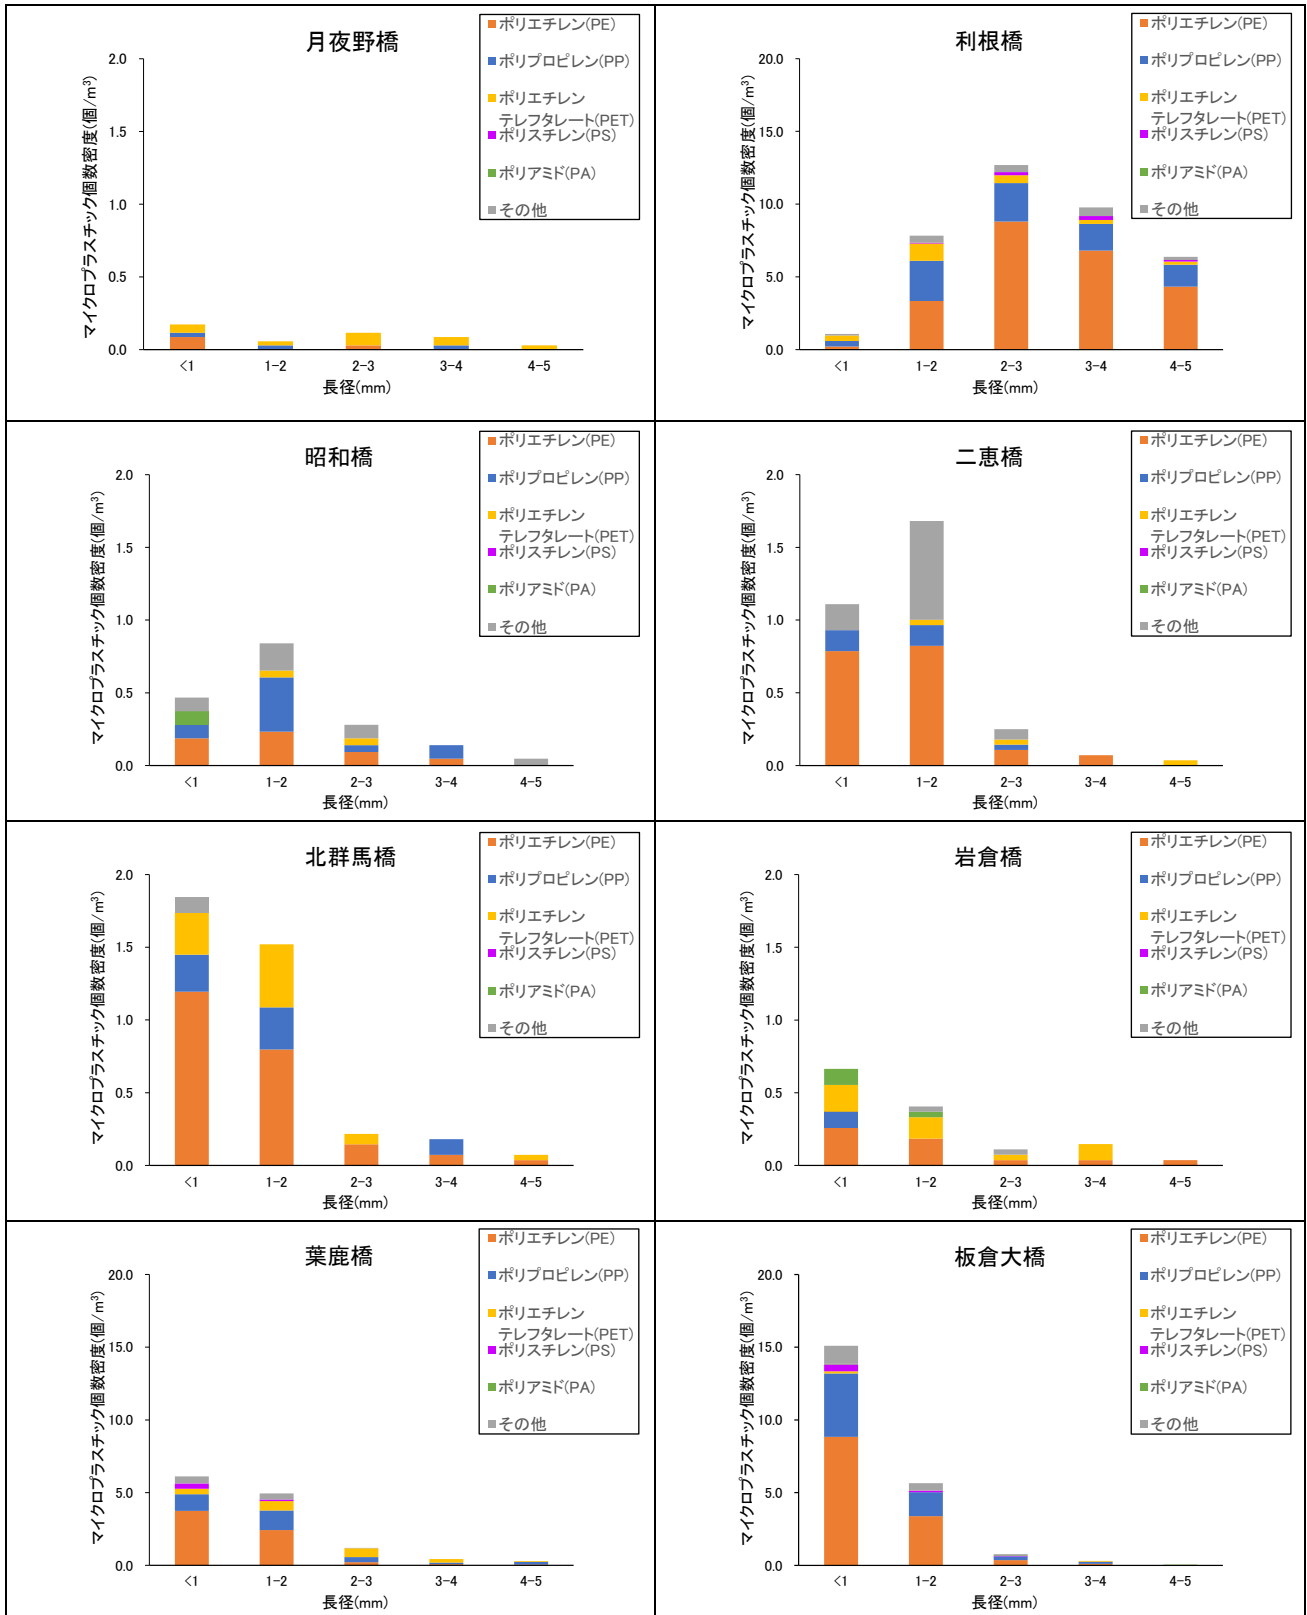 月夜野橋
マイクロプラスチック個数密度(個/m³)
2.0
1.5
1.0
0.5
0.0
<1 1-2 2-3 3-4 4-5
長径(mm)
ポリエチレン(PE)
ポリプロピレン(PP)
ポリエチレン
テレフタレート(PET)
ポリスチレン(PS)
ポリアミド(PA)
その他
利根橋
マイクロプラスチック個数密度(個/m³)
20.0
15.0
10.0
5.0
0.0
<1 1-2 2-3 3-4 4-5
長径(mm)
ポリエチレン(PE)
ポリプロピレン(PP)
ポリエチレン
テレフタレート(PET)
ポリスチレン(PS)
ポリアミド(PA)
その他
昭和橋
マイクロプラスチック個数密度(個/m³)
2.0
1.5
1.0
0.5
0.0
<1 1-2 2-3 3-4 4-5
長径(mm)
ポリエチレン(PE)
ポリプロピレン(PP)
ポリエチレン
テレフタレート(PET)
ポリスチレン(PS)
ポリアミド(PA)
その他
二恵橋
マイクロプラスチック個数密度(個/m³)
2.0
1.5
1.0
0.5
0.0
<1 1-2 2-3 3-4 4-5
長径(mm)
ポリエチレン(PE)
ポリプロピレン(PP)
ポリエチレン
テレフタレート(PET)
ポリスチレン(PS)
ポリアミド(PA)
その他
北群馬橋
マイクロプラスチック個数密度(個/m³)
2.0
1.5
1.0
0.5
0.0
<1 1-2 2-3 3-4 4-5
長径(mm)
ポリエチレン(PE)
ポリプロピレン(PP)
ポリエチレン
テレフタレート(PET)
ポリスチレン(PS)
ポリアミド(PA)
その他
岩倉橋
マイクロプラスチック個数密度(個/m³)
2.0
1.5
1.0
0.5
0.0
<1 1-2 2-3 3-4 4-5
長径(mm)
ポリエチレン(PE)
ポリプロピレン(PP)
ポリエチレン
テレフタレート(PET)
ポリスチレン(PS)
ポリアミド(PA)
その他
葉鹿橋
マイクロプラスチック個数密度(個/m³)
20.0
15.0
10.0
5.0
0.0
<1 1-2 2-3 3-4 4-5
長径(mm)
ポリエチレン(PE)
ポリプロピレン(PP)
ポリエチレン
テレフタレート(PET)
ポリスチレン(PS)
ポリアミド(PA)
その他
板倉大橋
マイクロプラスチック個数密度(個/m³)
20.0
15.0
10.0
5.0
0.0
<1 1-2 2-3 3-4 4-5
長径(mm)
ポリエチレン(PE)
ポリプロピレン(PP)
ポリエチレン
テレフタレート(PET)
ポリスチレン(PS)
ポリアミド(PA)
その他